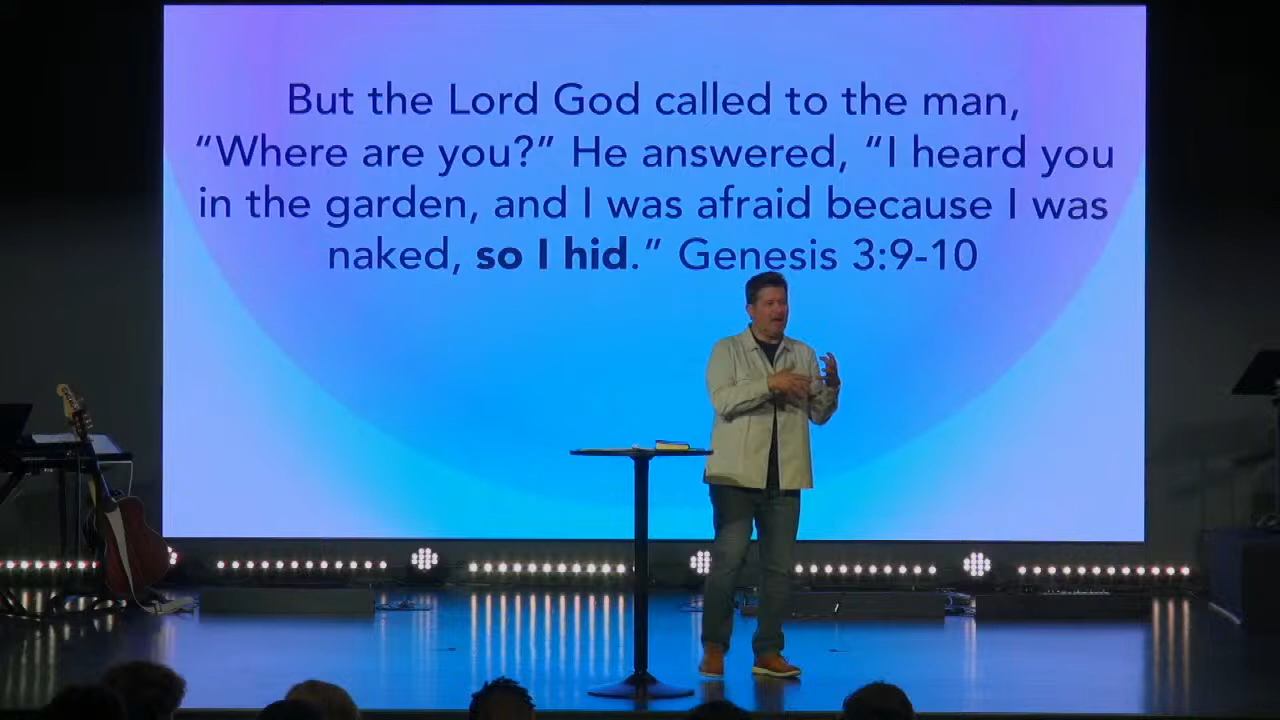 But the Lord God called to the man,
“Where are you?” He answered, “I heard you
in the garden, and I was afraid because I was
naked, so I hid.” Genesis 3:9-10